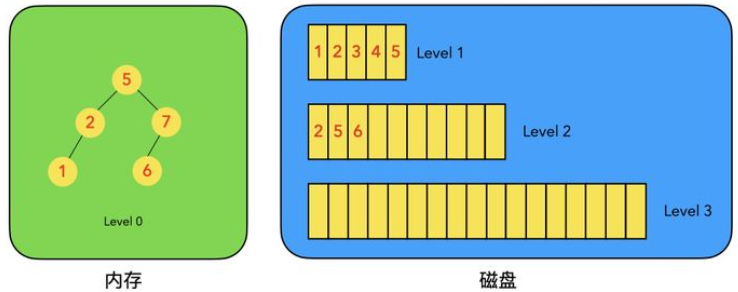 5
2 7
1 6
Level 0
内存
1 2 3 4 5 Level 1
2 5 6 Level 2
Level 3
磁盘